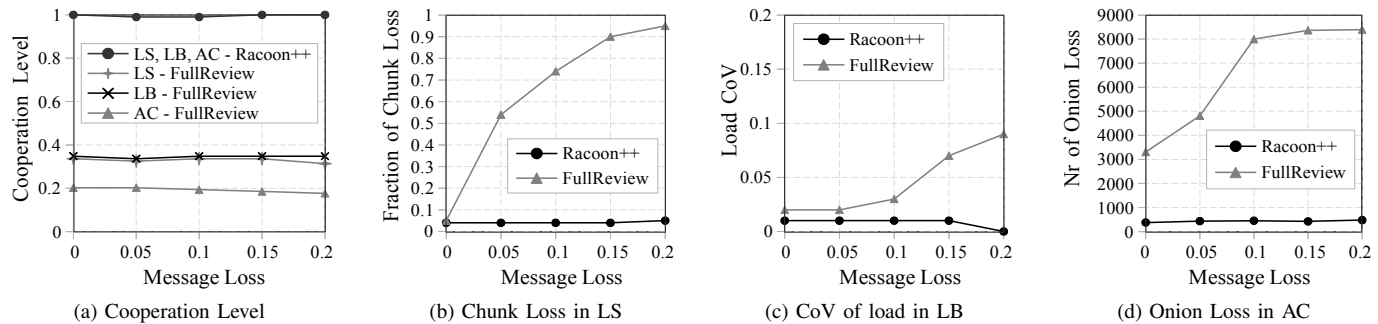 Cooperation Level
1
0.8
0.6
0.4
0.2
0
LS, LB, AC - Racoon++
LS - FullReview
LB - FullReview
AC - FullReview
0 0.05 0.1 0.15 0.2
Message Loss
(a) Cooperation Level
Fraction of Chunk Loss
1
0.9
0.8
0.7
0.6
0.5
0.4
0.3
0.2
0.1
0
Racoon++
FullReview
0 0.05 0.1 0.15 0.2
Message Loss
(b) Chunk Loss in LS
Load CoV
0.2
0.15
0.1
0.05
0
Racoon++
FullReview
0 0.05 0.1 0.15 0.2
Message Loss
(c) CoV of load in LB
Nr of Onion Loss
9000
8000
7000
6000
5000
4000
3000
2000
1000
0
Racoon++
FullReview
0 0.05 0.1 0.15 0.2
Message Loss
(d) Onion Loss in AC